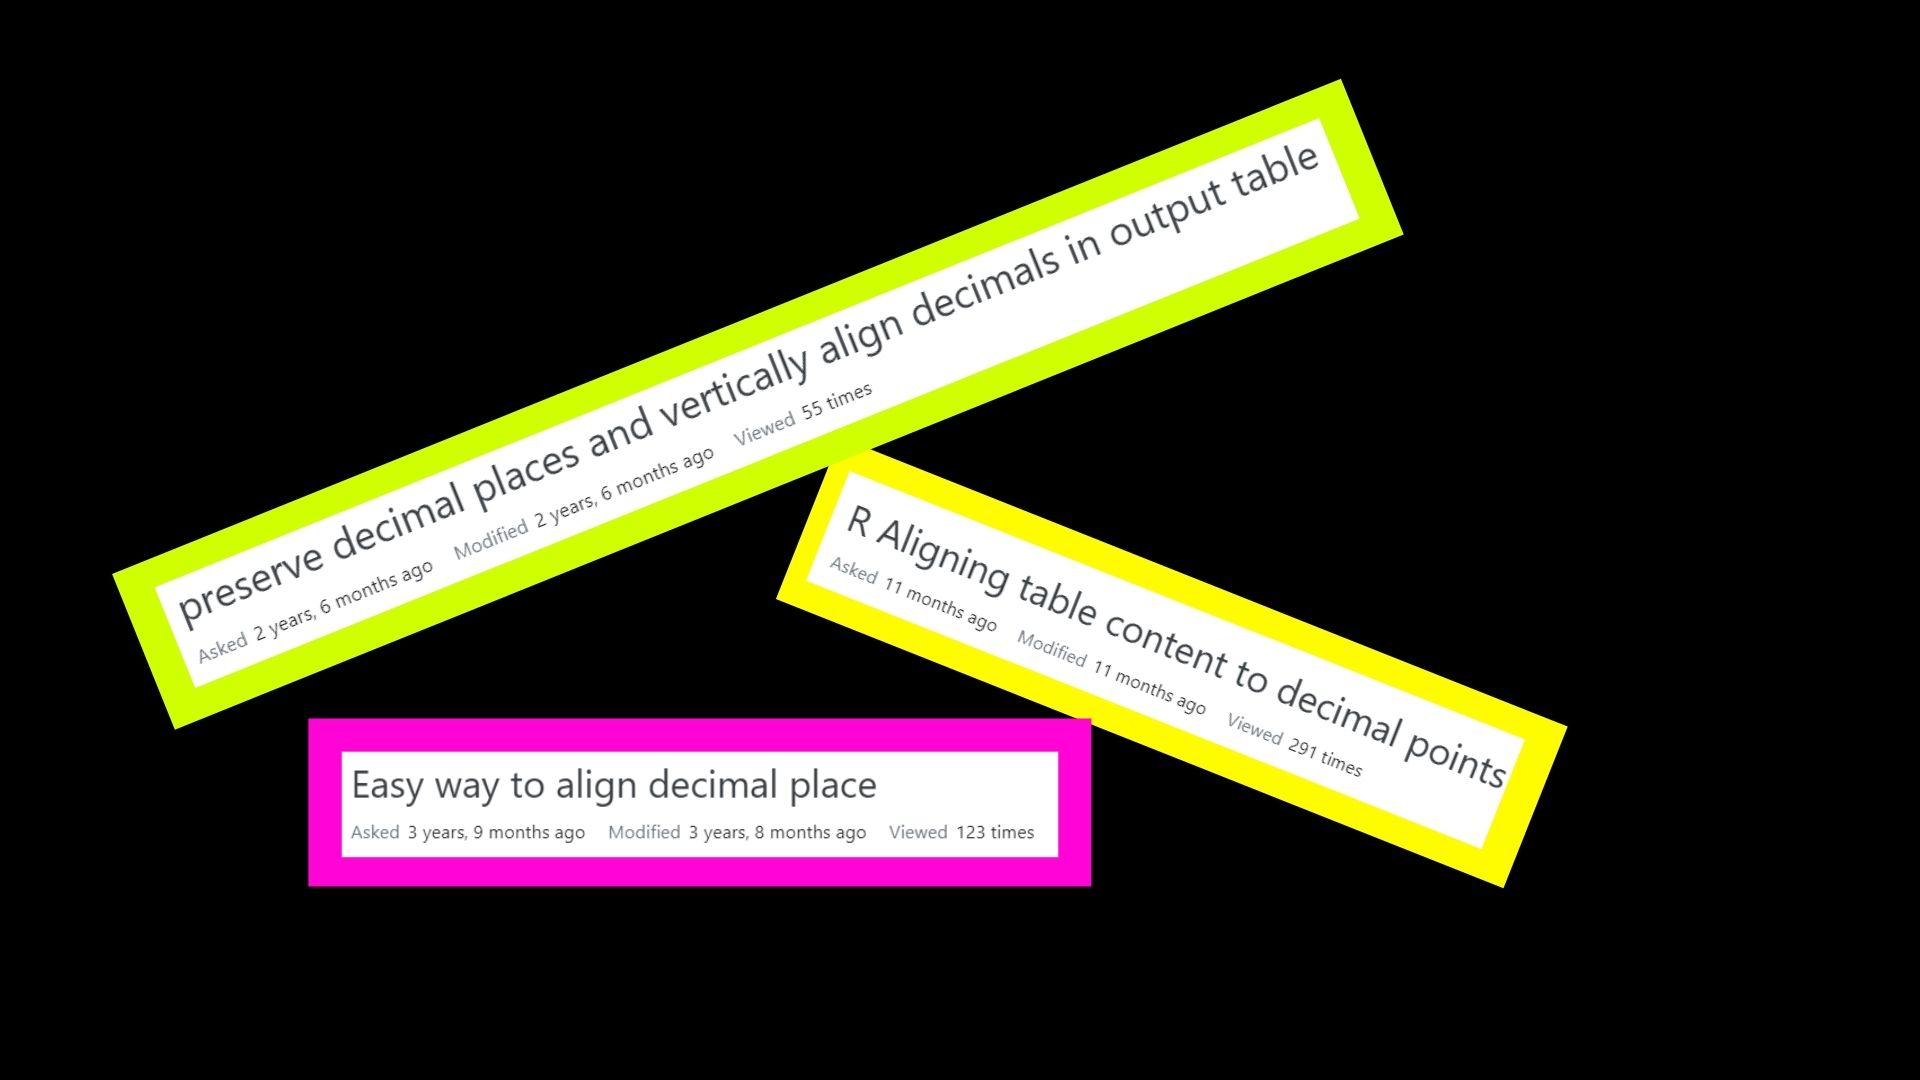 preserve decimal places and vertically align decimals in output table
Asked 2 years, 6 months ago Modified 2 years, 6 months ago Viewed 55 times
R Aligning table content to decimal points
Asked 11 months ago Modified 11 months ago Viewed 291 times
Easy way to align decimal place
Asked 3 years, 9 months ago Modified 3 years, 8 months ago Viewed 123 times